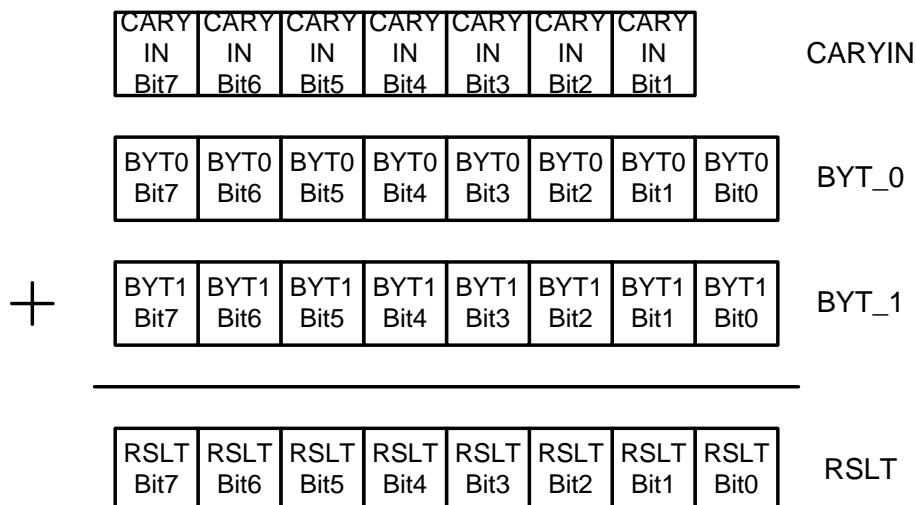 CARY CARY CARY CARY CARY CARY CARY
IN IN IN IN IN IN IN CARYIN
Bit7 Bit6 Bit5 Bit4 Bit3 Bit2 Bit1
BYT0 BYT0 BYT0 BYT0 BYT0 BYT0 BYT0 BYT0
Bit7 Bit6 Bit5 Bit4 Bit3 Bit2 Bit1 Bit0 BYT_0
BYT1 BYT1 BYT1 BYT1 BYT1 BYT1 BYT1 BYT1
+ Bit7 Bit6 Bit5 Bit4 Bit3 Bit2 Bit1 Bit0 BYT_1
RSLT RSLT RSLT RSLT RSLT RSLT RSLT RSLT
Bit7 Bit6 Bit5 Bit4 Bit3 Bit2 Bit1 Bit0 RSLT